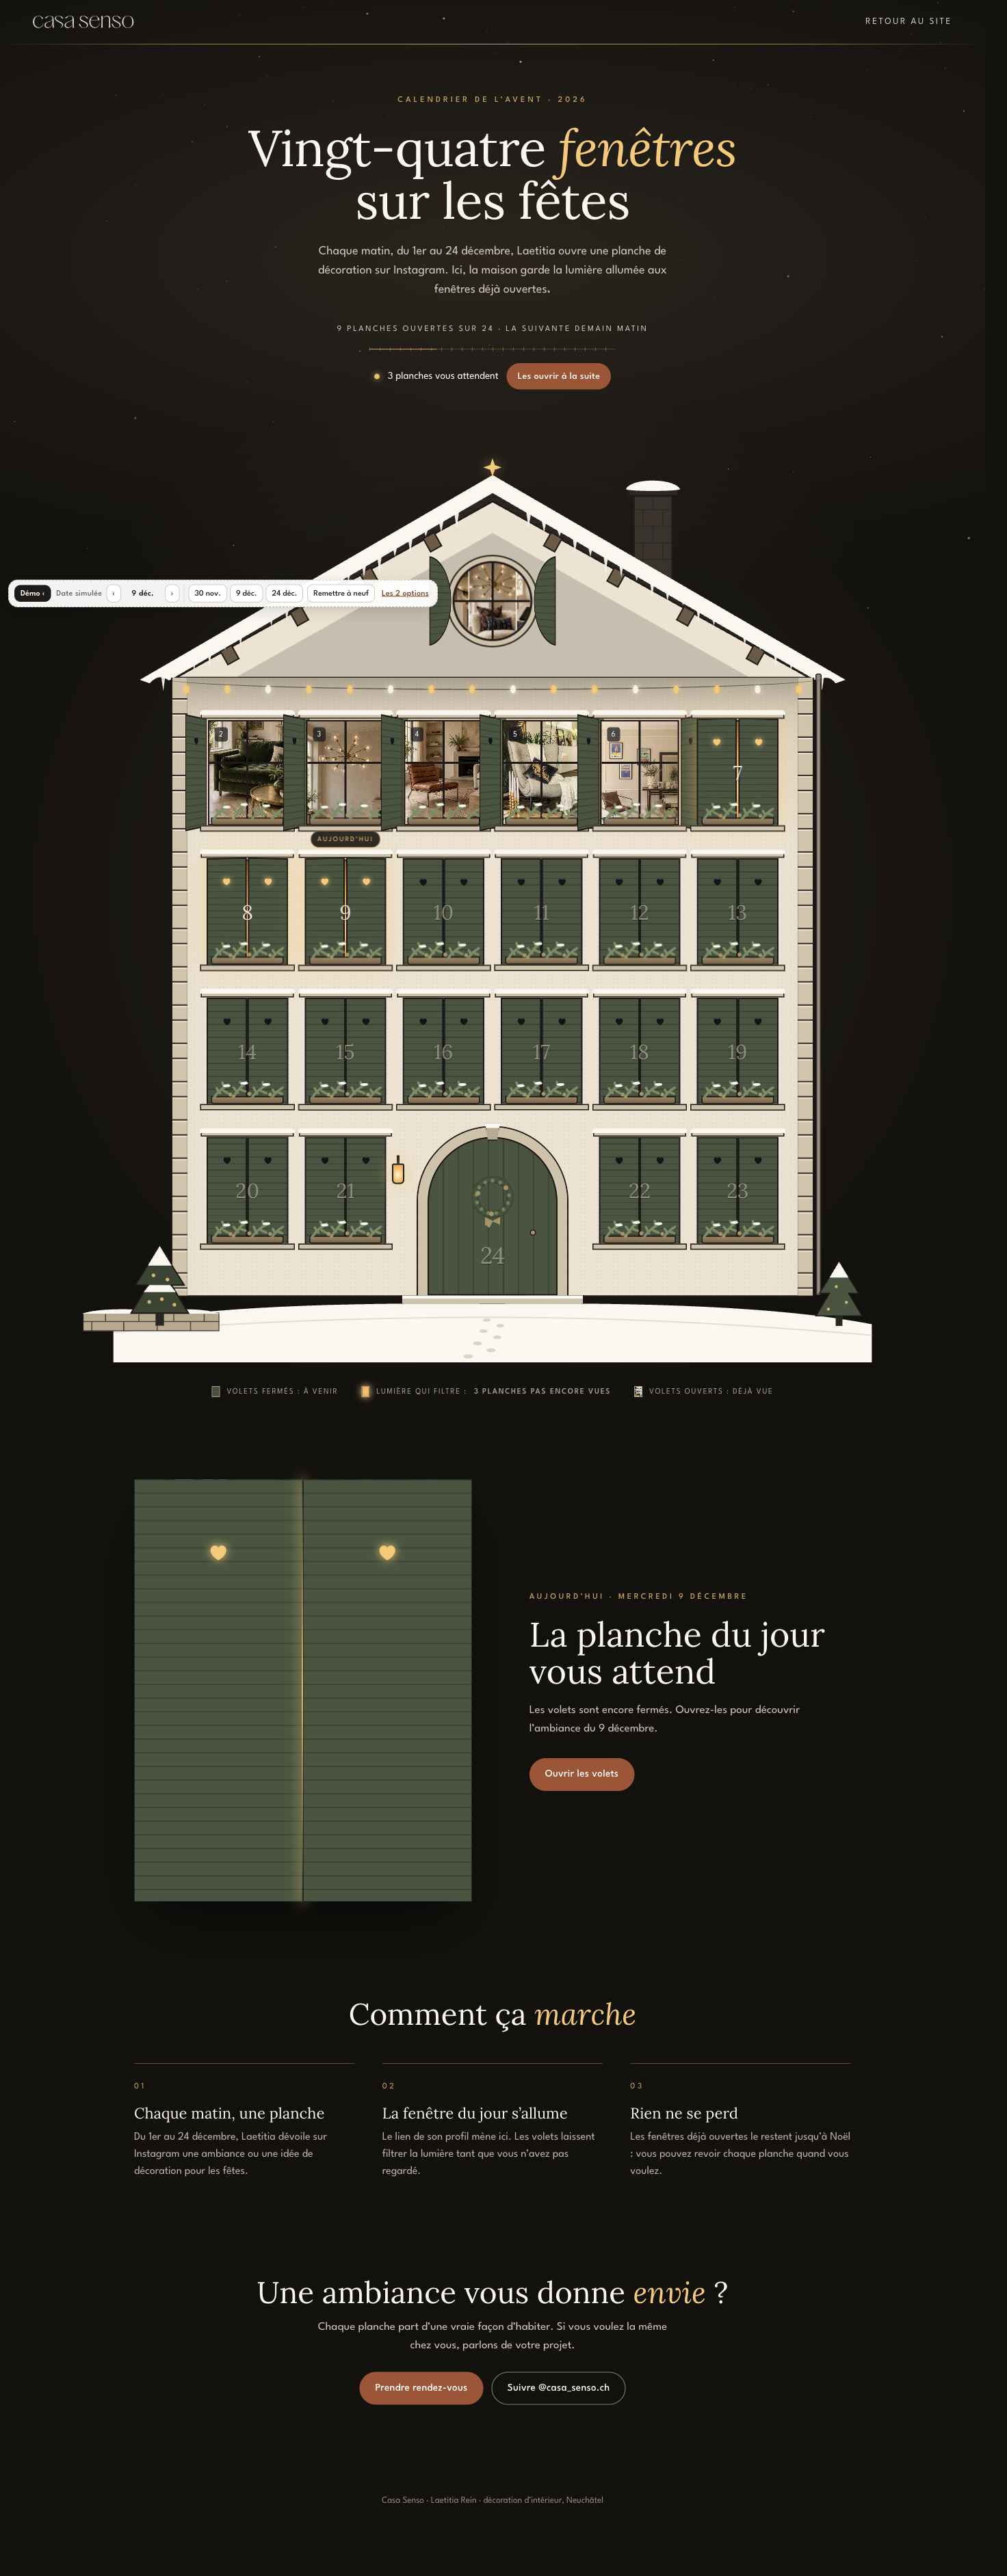 casa senso
RETOUR AU SITE
CALENDRIER DE L'AVENT · 2026
Vingt-quatre fenêtres
sur les fêtes
Chaque matin, du 1er au 24 décembre, Laetitia ouvre une planche de
décoration sur Instagram. Ici, la maison garde la lumière allumée aux
fenêtres déjà ouvertes.
9 PLANCHES OUVERTES SUR 24 · LA SUIVANTE DEMAIN MATIN
3 planches vous attendent Les ouvrir à la suite
Démo ‹ Date simulée ‹ 9 déc. › 30 nov. 9 déc. 24 déc. Remettre à neuf Les 2 options
2 3 4 5 6 7
AUJOURD'HUI
8 9 10 11 12 13
14 15 16 17 18 19
20 21 22 23
24
VOLETS FERMÉS : À VENIR LUMIÈRE QUI FILTRE : 3 PLANCHES PAS ENCORE VUES VOLETS OUVERTS : DÉJÀ VUE
AUJOURD'HUI · MERCREDI 9 DÉCEMBRE
La planche du jour
vous attend
Les volets sont encore fermés. Ouvrez-les pour découvrir
l'ambiance du 9 décembre.
Ouvrir les volets
Comment ça marche
01
Chaque matin, une planche
Du 1er au 24 décembre, Laetitia dévoile sur
Instagram une ambiance ou une idée de
décoration pour les fêtes.
02
La fenêtre du jour s'allume
Le lien de son profil mène ici. Les volets laissent
filtrer la lumière tant que vous n'avez pas
regardé.
03
Rien ne se perd
Les fenêtres déjà ouvertes le restent jusqu'à Noël
: vous pouvez revoir chaque planche quand vous
voulez.
Une ambiance vous donne envie ?
Chaque planche part d'une vraie façon d'habiter. Si vous voulez la même
chez vous, parlons de votre projet.
Prendre rendez-vous Suivre @casa_senso.ch
Casa Senso · Laetitia Rein · décoration d'intérieur, Neuchâtel